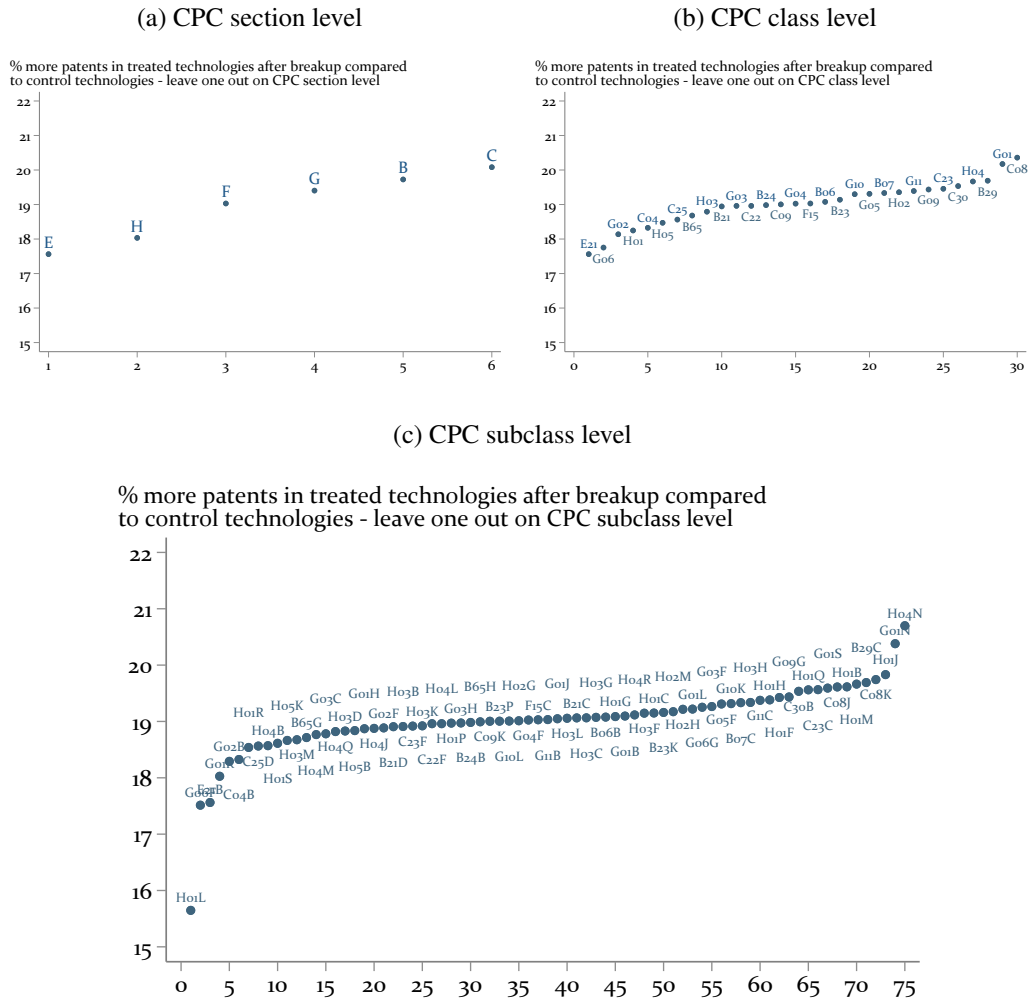 (a) CPC section level
(b) CPC class level
% more patents in treated technologies after breakup compared
to control technologies - leave one out on CPC section level
22
21
20
19
18
17
16
15
E
H
F
G
B
C
1 2 3 4 5 6
% more patents in treated technologies after breakup compared
to control technologies - leave one out on CPC class level
22
21
20
19
18
17
16
15
E21 G06 G02 H01 C04 H05 C25 B65 H03 B21 G03 C22 B24 C09 G04 F15 B06 B23 G10 G05 B07 H02 G11 G09 C23 C30 H04 B29 G01 C08
0 5 10 15 20 25 30
(c) CPC subclass level
% more patents in treated technologies after breakup compared
to control technologies - leave one out on CPC subclass level
22
21
20
19
18
17
16
15
H04N
G01N
G01S B29C
G03F H03H G09G H01J
H01R H05K G03C G01H H03B H04L B65H H02G G01J H03G H04R H02M H01Q H01B
H04B B65G H03D G02F H03K G03H B23P F15C B21C H01G H01C G01L G10K H01H C30B C08J C08K
G02B H03M H04Q H04J C23F H01P C09K G04F H03L B06B H03F H02H G05F G11C H01F C23C H01M
G01R C25D H01S H04M H05B B21D C22F B24B G10L G11B H03C G01B B23K G06G B07C
E21B C04B
H01L
0 5 10 15 20 25 30 35 40 45 50 55 60 65 70 75